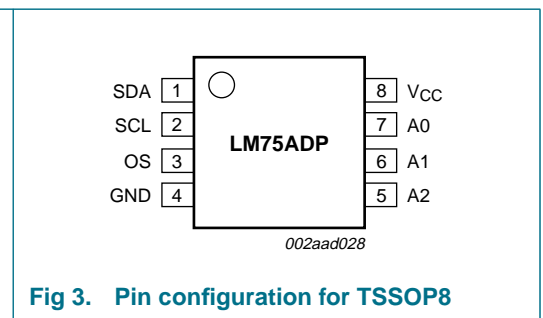 SDA 1 8 VCC
SCL 2 7 A0
LM75ADP
OS 3 6 A1
GND 4 5 A2
002aad028
Fig 3. Pin configuration for TSSOP8